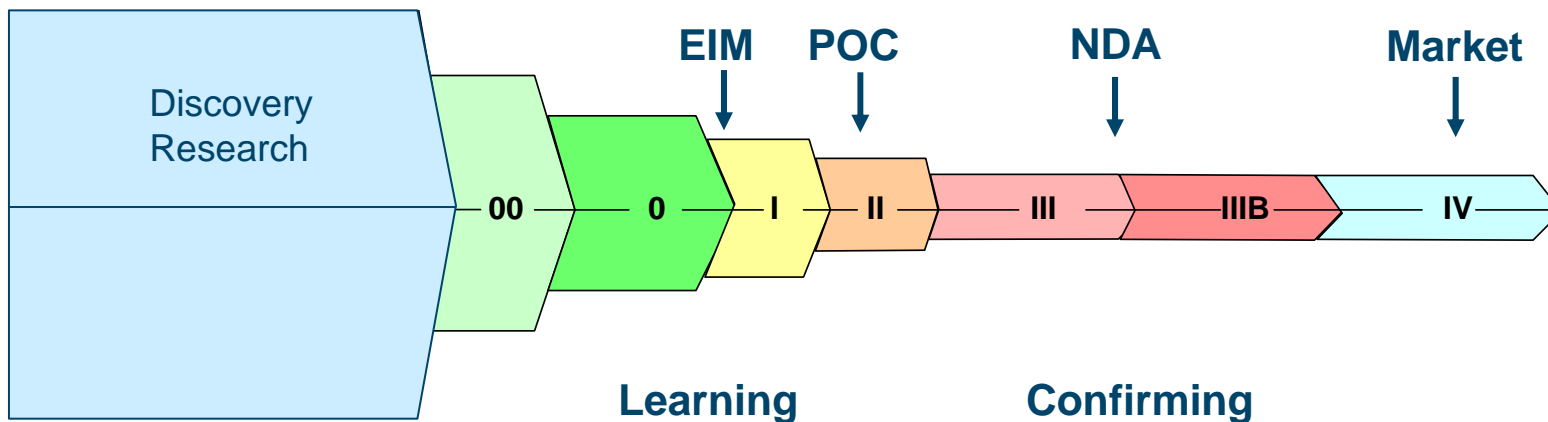 EIM POC NDA Market
Discovery
Research
00 0 I II III IIIB IV
Learning Confirming